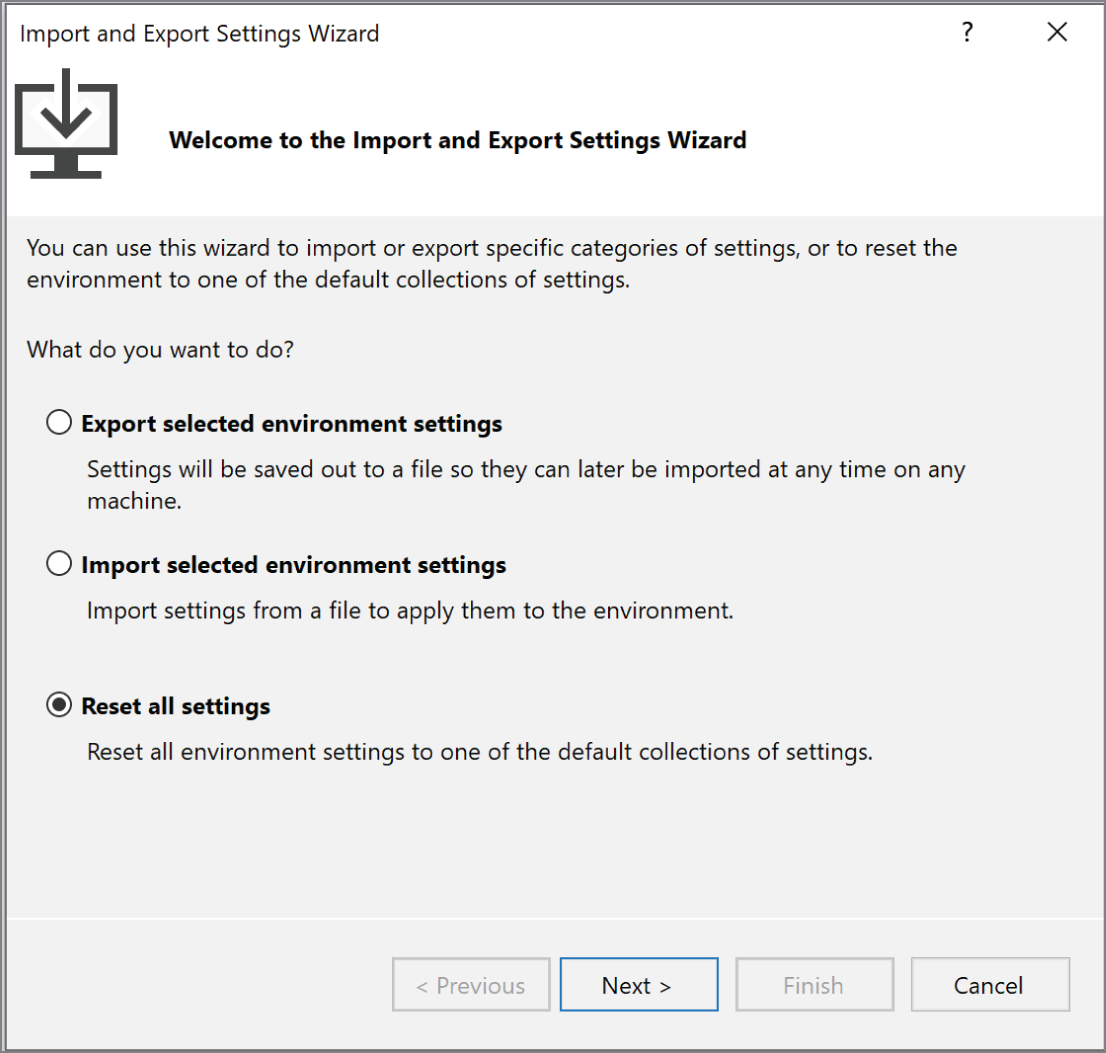 Import and Export Settings Wizard
?
Welcome to the Import and Export Settings Wizard
You can use this wizard to import or export specific categories of settings, or to reset the
environment to one of the default collections of settings.
What do you want to do?
Export selected environment settings
Settings will be saved out to a file so they can later be imported at any time on any
machine.
Import selected environment settings
Import settings from a file to apply them to the environment.
Reset all settings
Reset all environment settings to one of the default collections of settings.
< Previous
Next >
Finish
Cancel